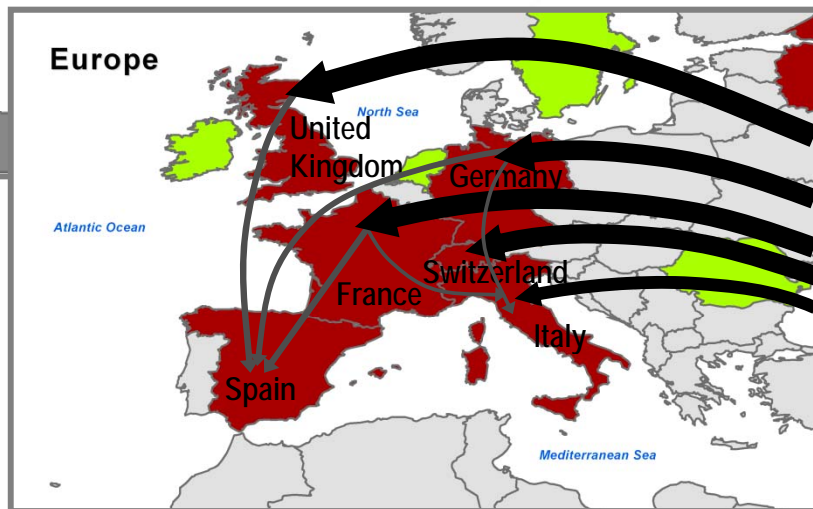 Europe
North Sea
United
Kingdom
Germany
Atlantic Ocean
Switzerland
France
Italy
Spain
Mediterranean Sea